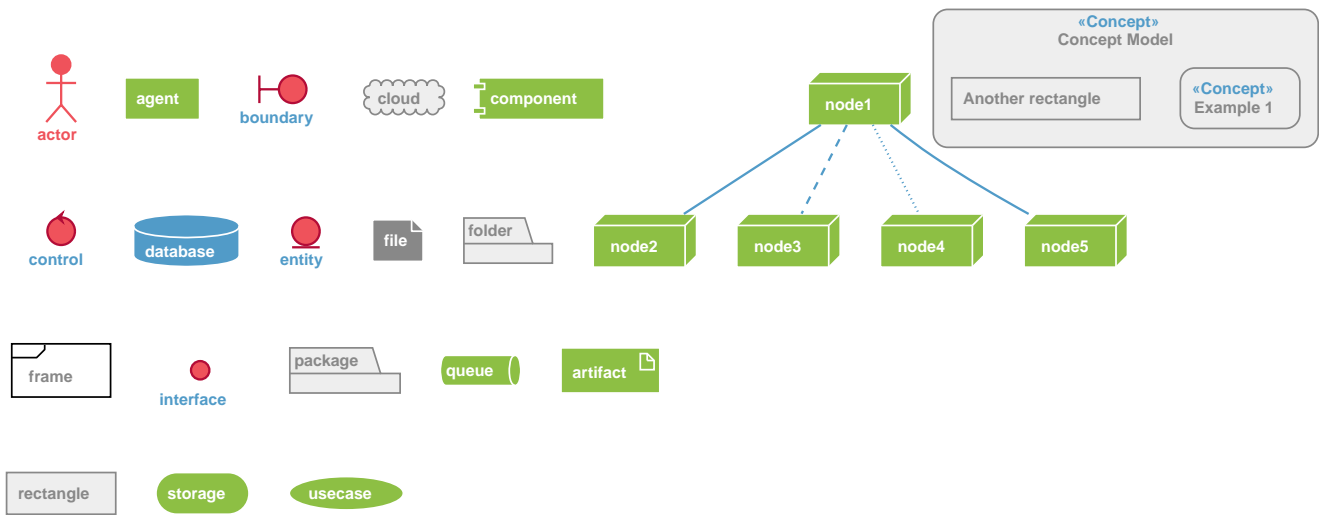 «Concept»
Concept Model
agent
cloud
component
node1
Another rectangle
«Concept»
Example 1
boundary
actor
file
folder
node2
node3
node4
node5
database
control
entity
package
queue
artifact
frame
interface
rectangle
storage
usecase